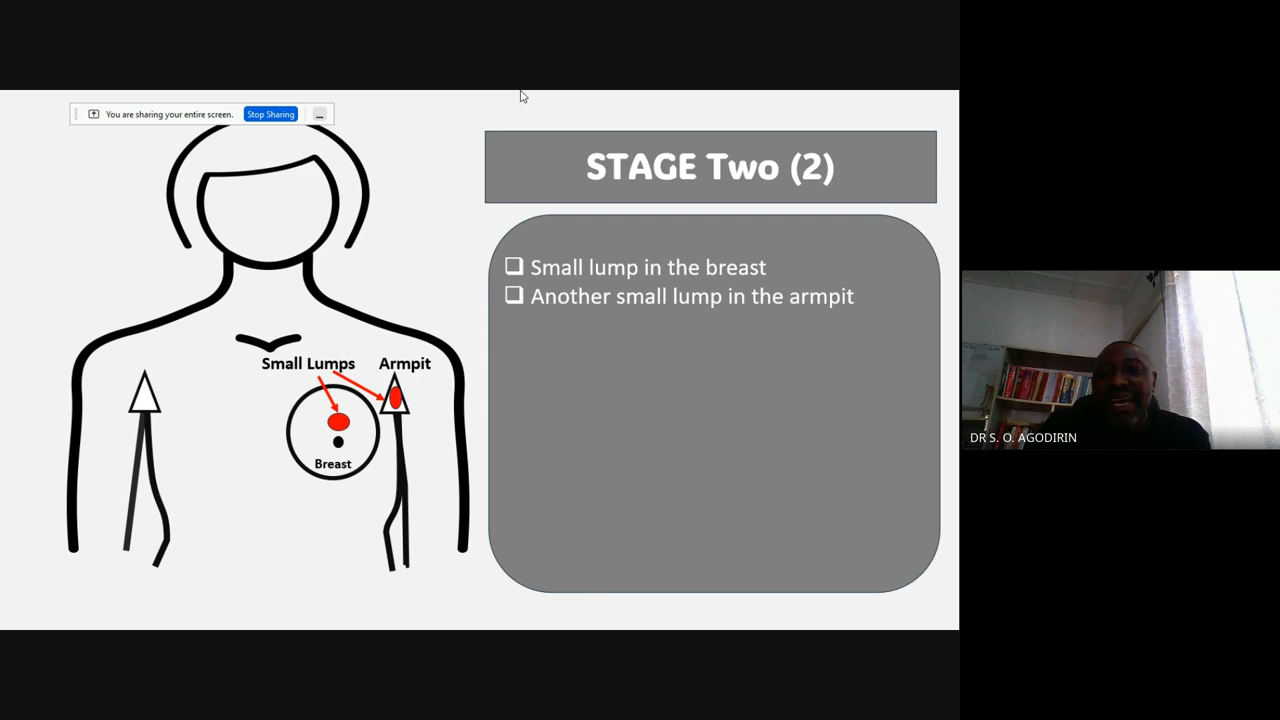 You are sharing your entire screen.
Stop Sharing
STAGE Two (2)
Small lump in the breast
Another small lump in the armpit
Small Lumps
Armpit
Breast
DR S. O. AGODIRIN